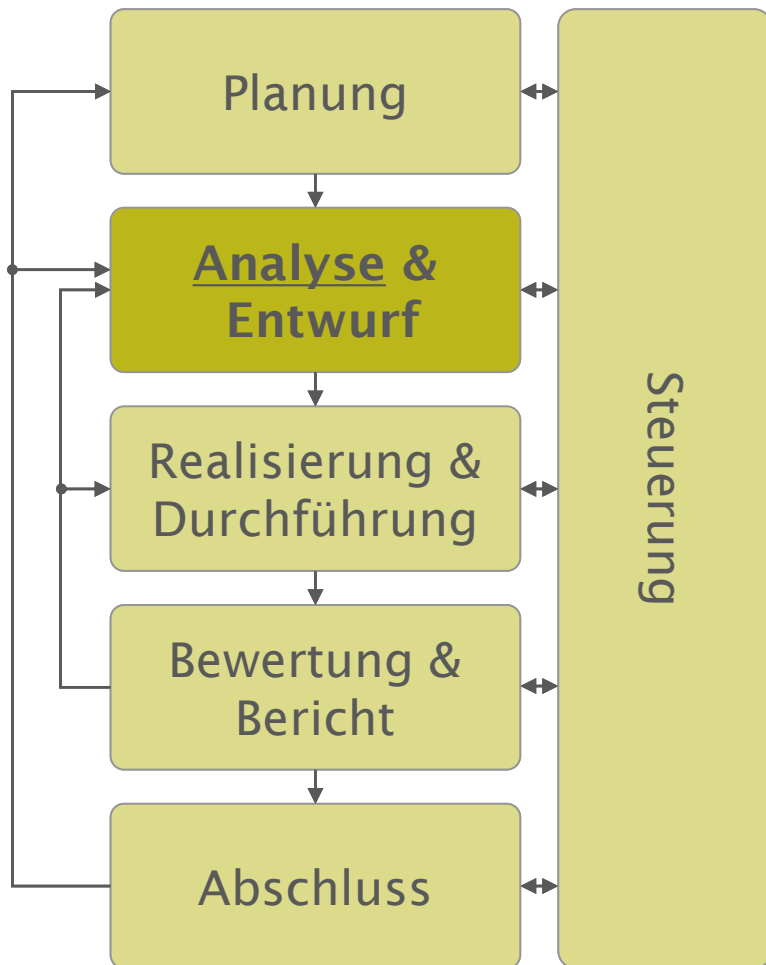 Planung
Analyse &
Entwurf
Realisierung &
Durchführung
Bewertung &
Bericht
Abschluss
Steuerung